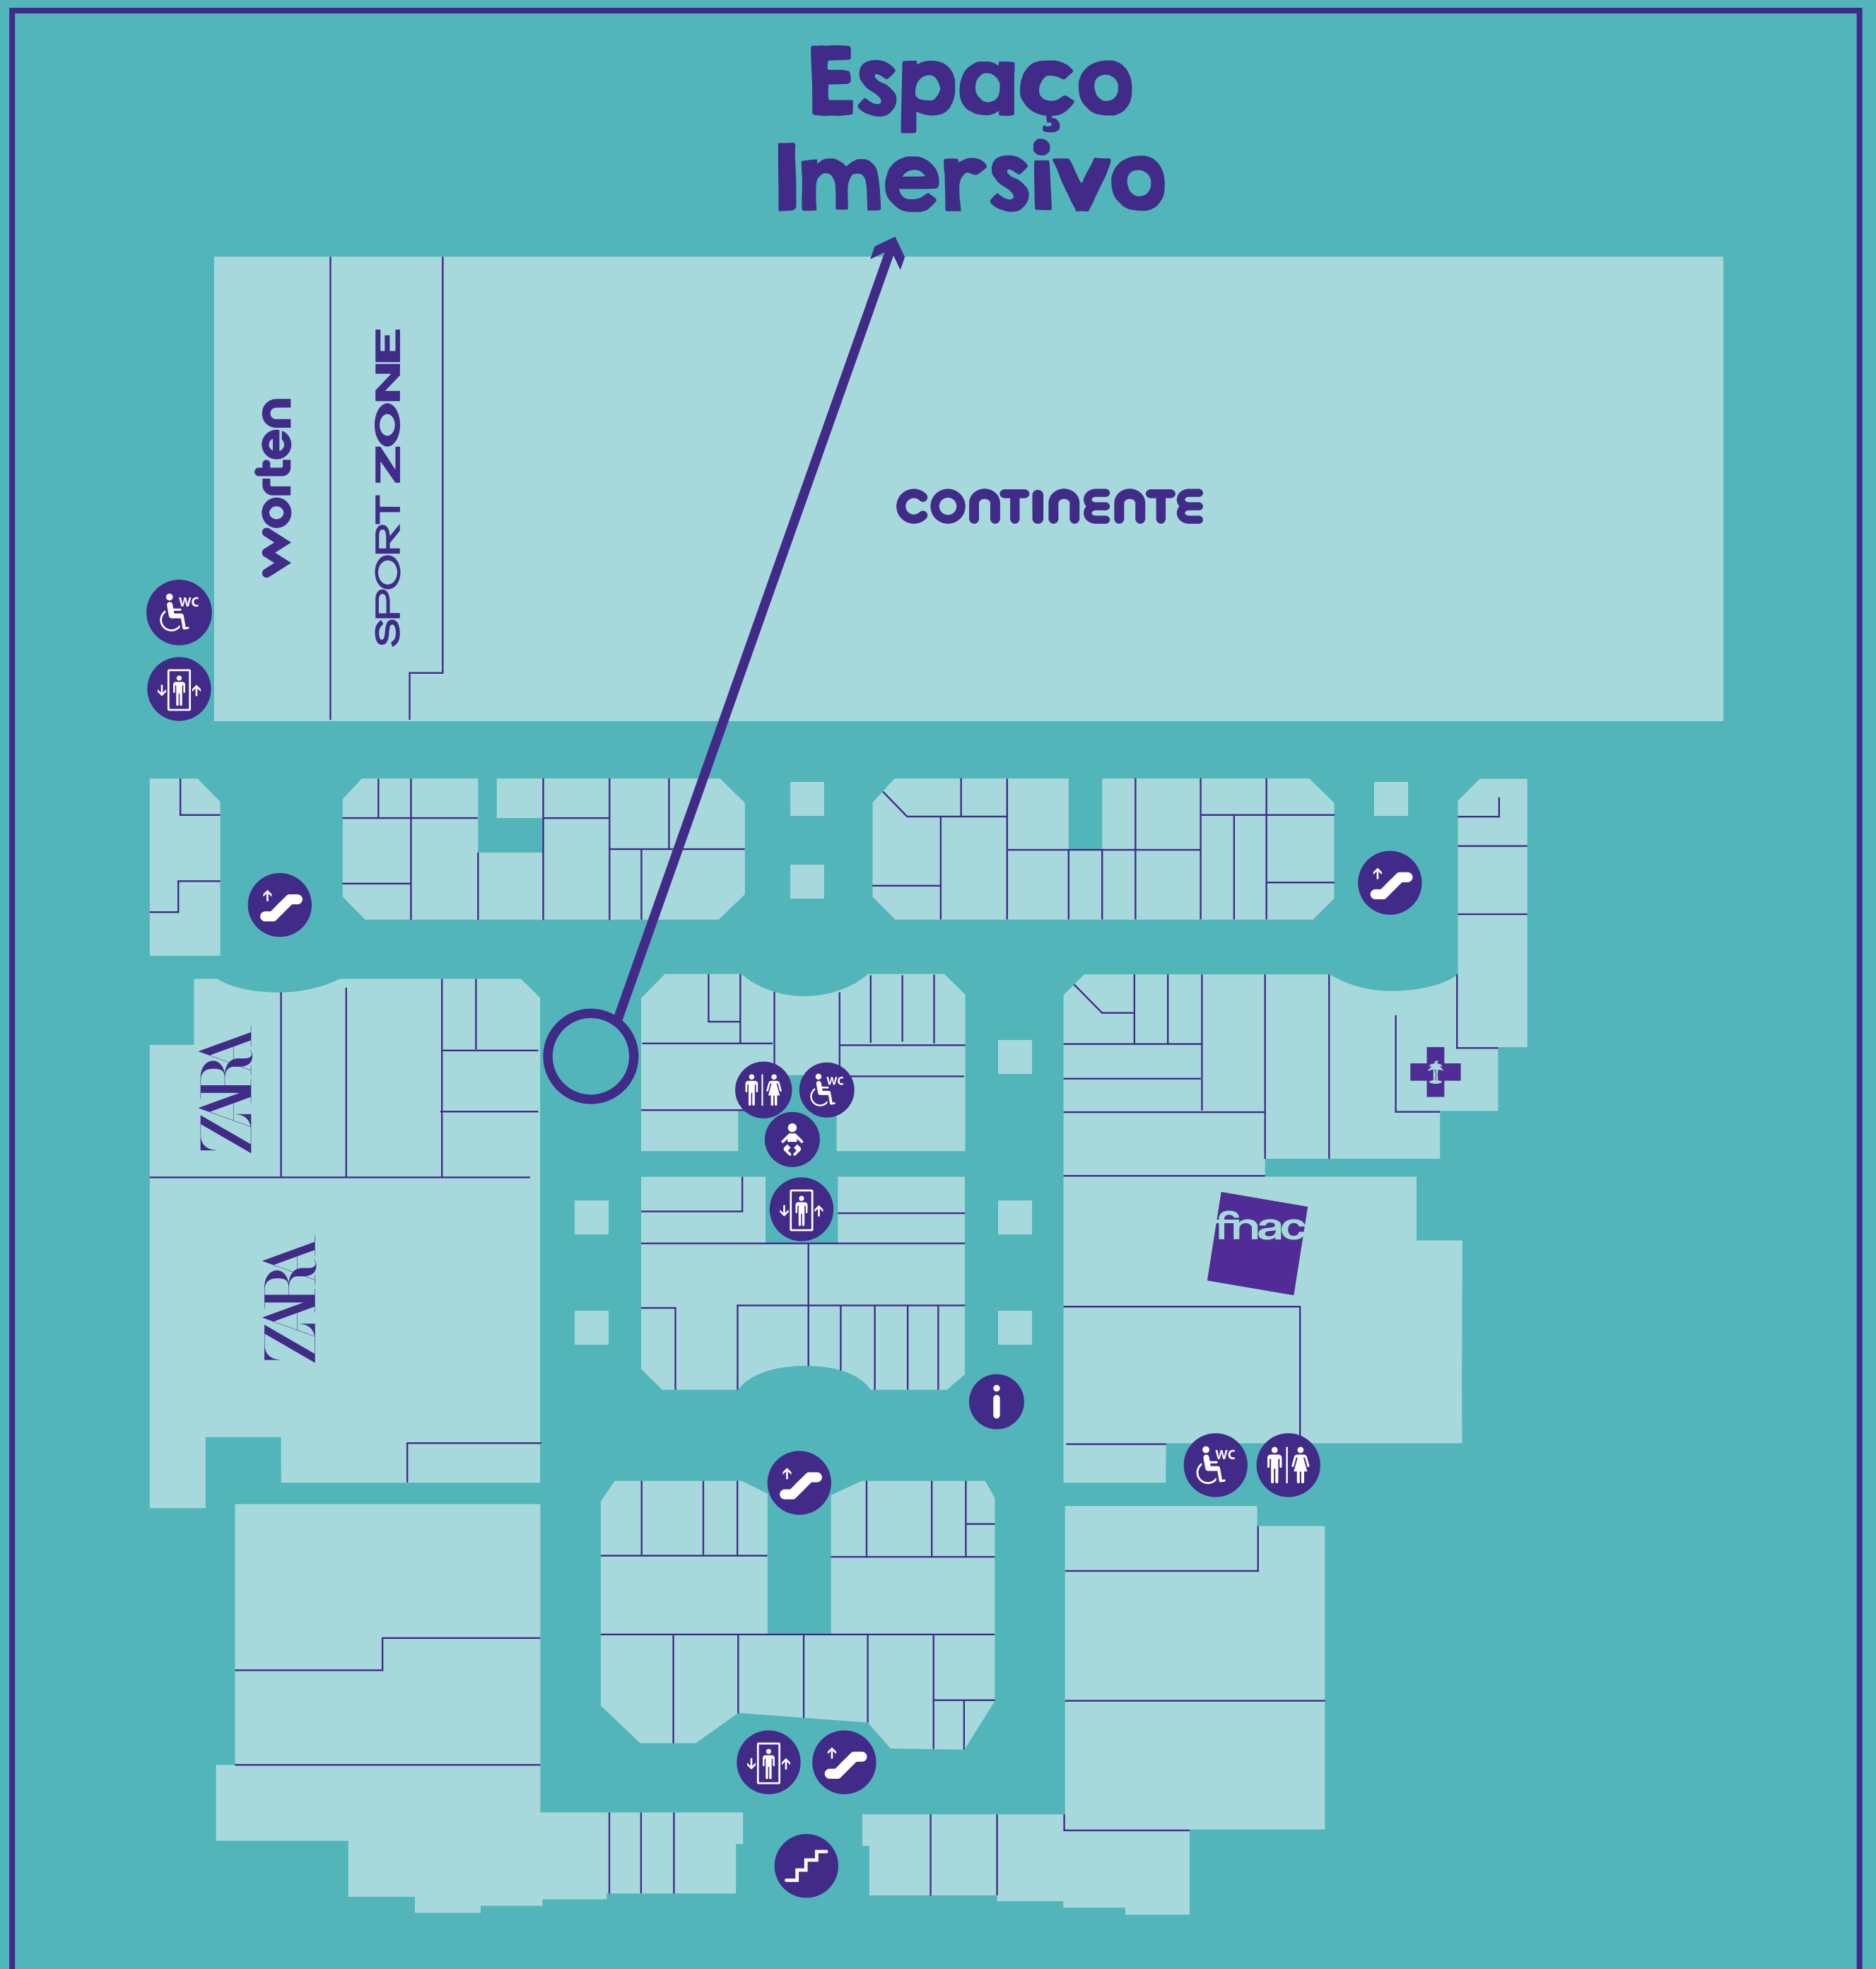 Espaço
Imersivo
worten
SPORT ZONE
CONTINENTE
WC
ZARA
WC
fnac
ZARA
i
WC